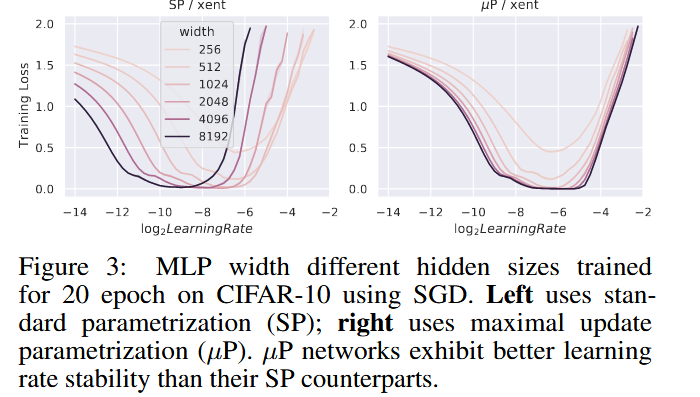 SP / xent
μP / xent
2.0
1.5
1.0
0.5
0.0
Training Loss
width
256
512
1024
2048
4096
8192
−14 −12 −10 −8 −6 −4 −2
log₂LearningRate
2.0
1.5
1.0
0.5
0.0
−14 −12 −10 −8 −6 −4 −2
log₂LearningRate
Figure 3: MLP width different hidden sizes trained
for 20 epoch on CIFAR-10 using SGD. Left uses stan-
dard parametrization (SP); right uses maximal update
parametrization (μP). μP networks exhibit better learning
rate stability than their SP counterparts.